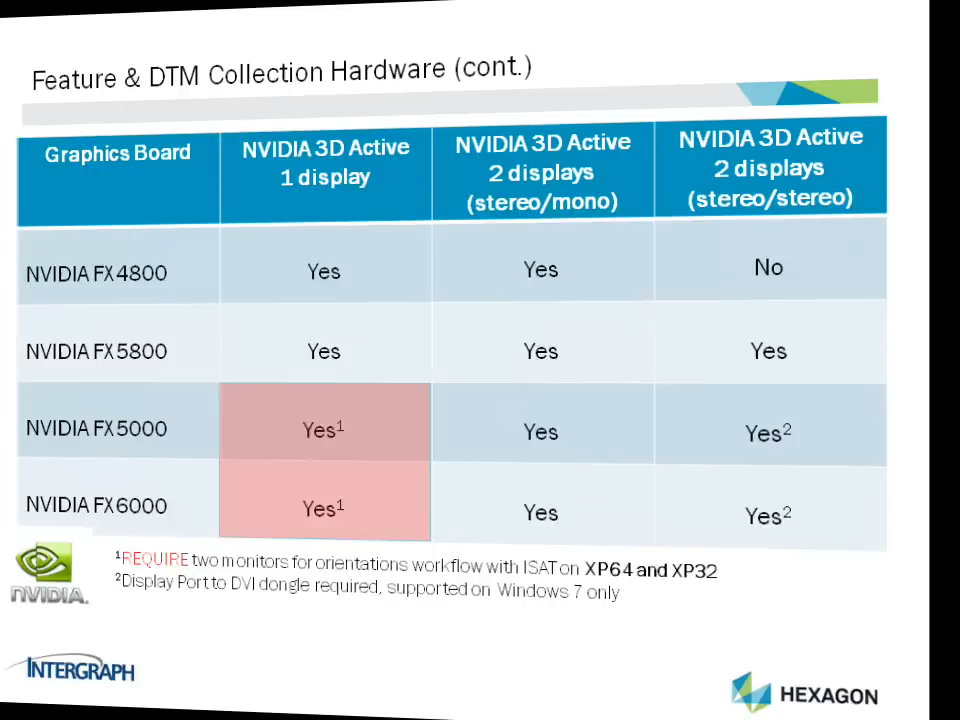 Feature & DTM Collection Hardware (cont.)
Graphics Board
NVIDIA 3D Active
1 display
NVIDIA 3D Active
2 displays
(stereo/mono)
NVIDIA 3D Active
2 displays
(stereo/stereo)
NVIDIA FX 4800
Yes
Yes
No
NVIDIA FX 5800
Yes
Yes
Yes
NVIDIA FX 5000
Yes¹
Yes
Yes²
NVIDIA FX 6000
Yes¹
Yes
Yes²
¹REQUIRE two monitors for orientations workflow with ISAT on XP64 and XP32
²Display Port to DVI dongle required, supported on Windows 7 only
NVIDIA.
INTERGRAPH
HEXAGON